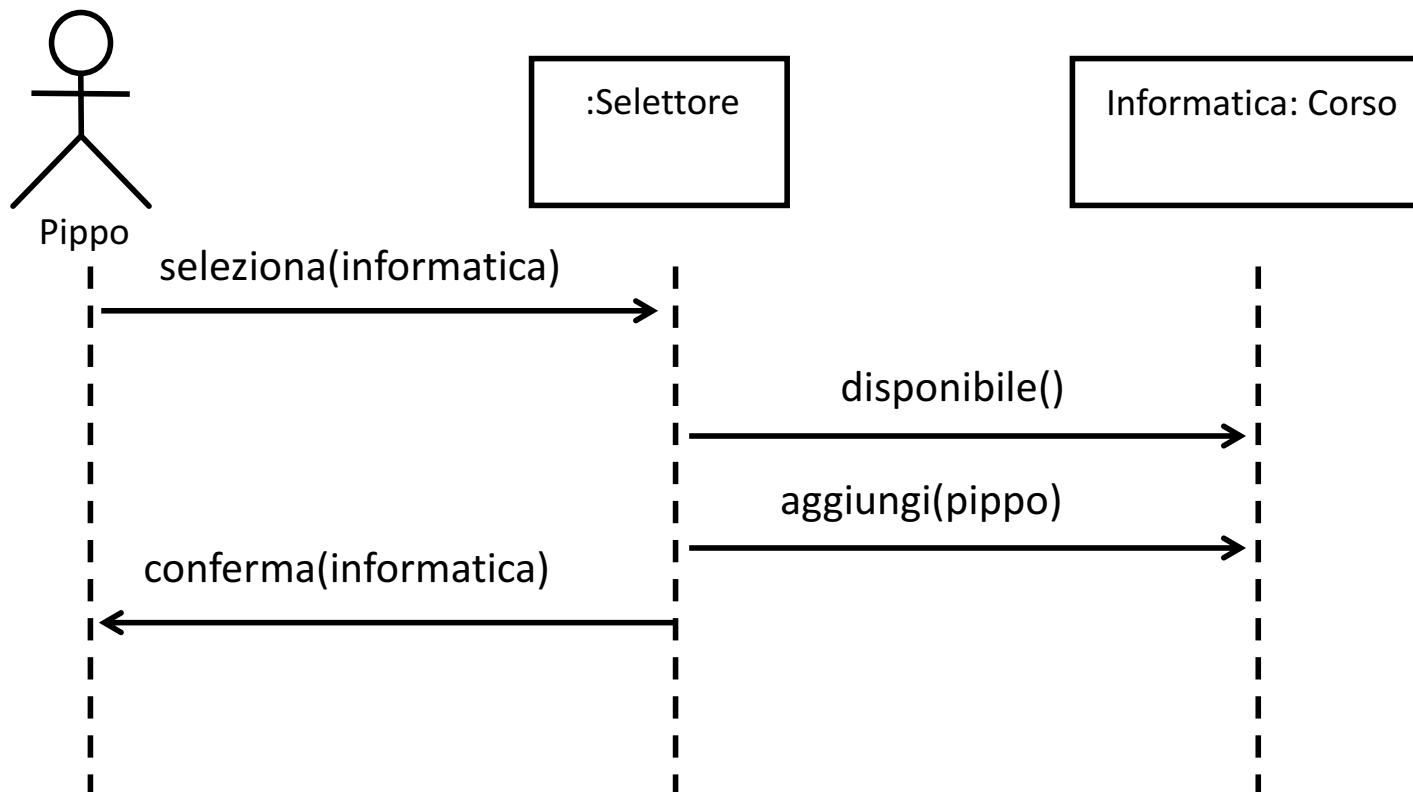 :Selettore
Informatica: Corso
Pippo
seleziona(informatica)
disponibile()
aggiungi(pippo)
conferma(informatica)